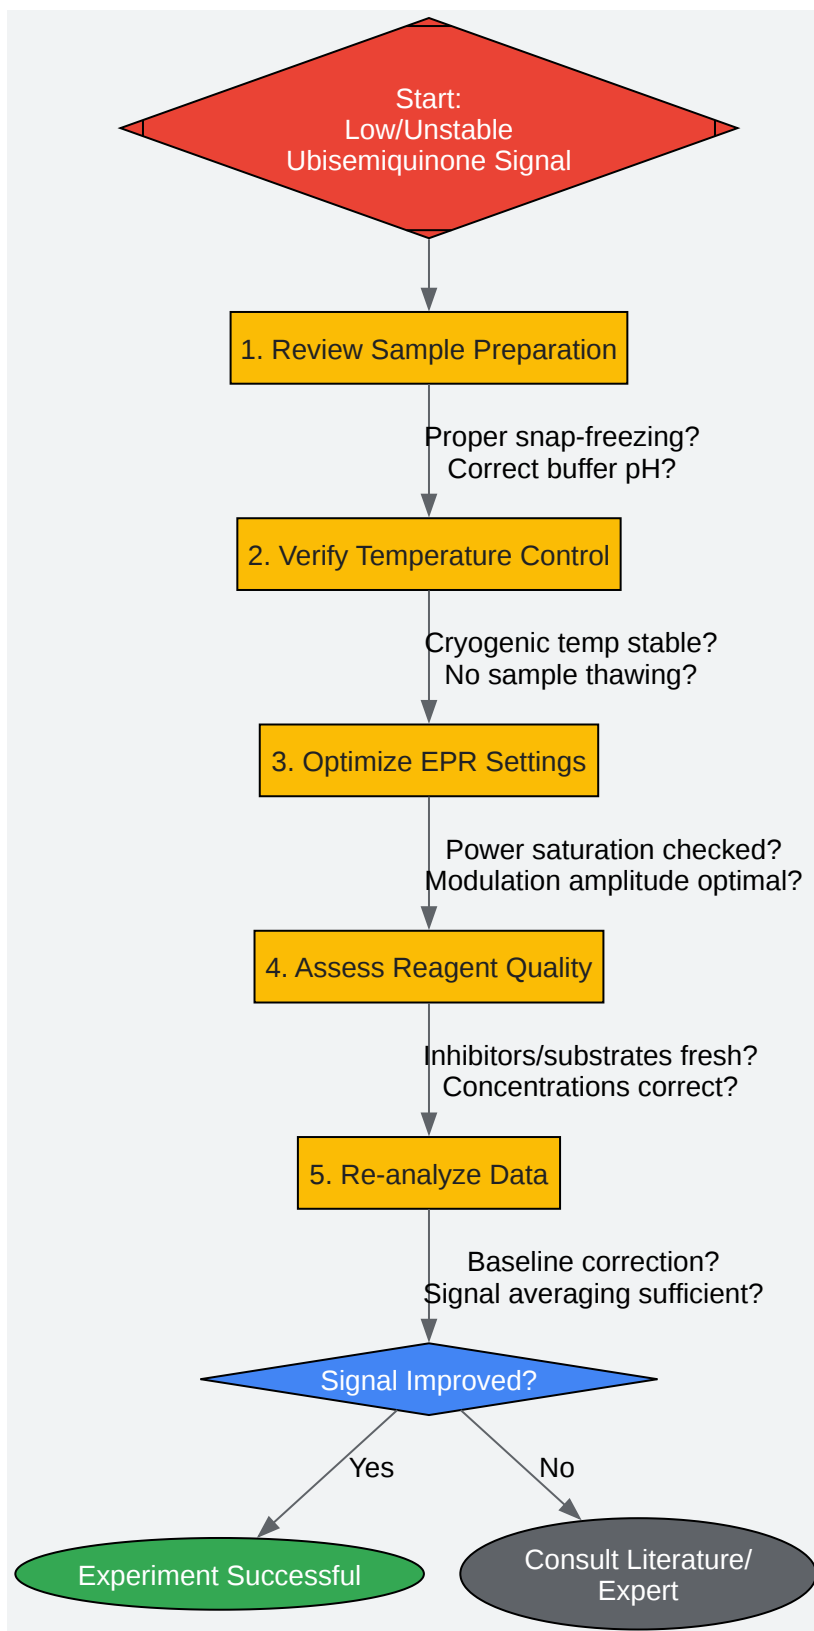 Start:
Low/Unstable
Ubisemiquinone Signal
1. Review Sample Preparation
Proper snap-freezing?
Correct buffer pH?
2. Verify Temperature Control
Cryogenic temp stable?
No sample thawing?
3. Optimize EPR Settings
Power saturation checked?
Modulation amplitude optimal?
4. Assess Reagent Quality
Inhibitors/substrates fresh?
Concentrations correct?
5. Re-analyze Data
Baseline correction?
Signal averaging sufficient?
Signal Improved?
Yes
No
Experiment Successful
Consult Literature/
Expert